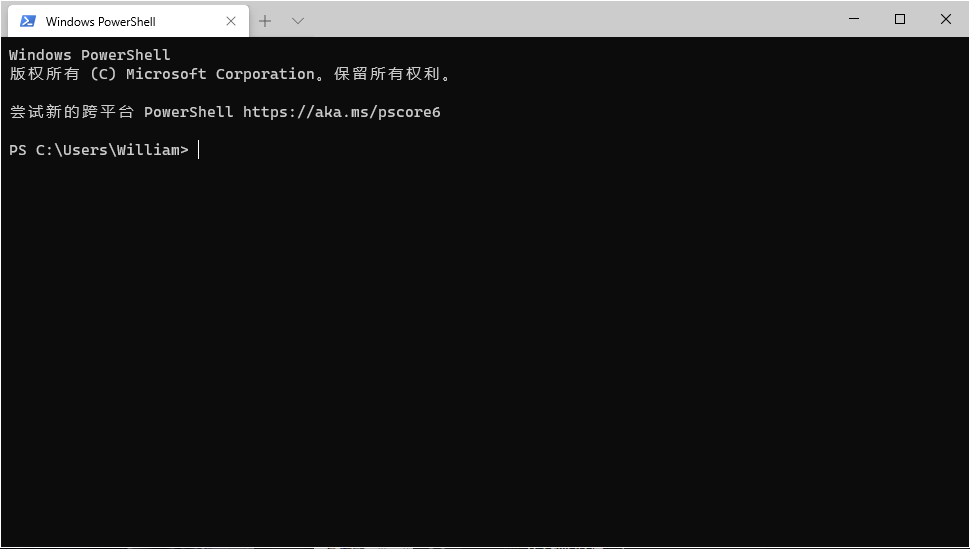 Windows PowerShell
Windows PowerShell
版权所有 (C) Microsoft Corporation。保留所有权利。
尝试新的跨平台 PowerShell https://aka.ms/pscore6
PS C:\Users\William>